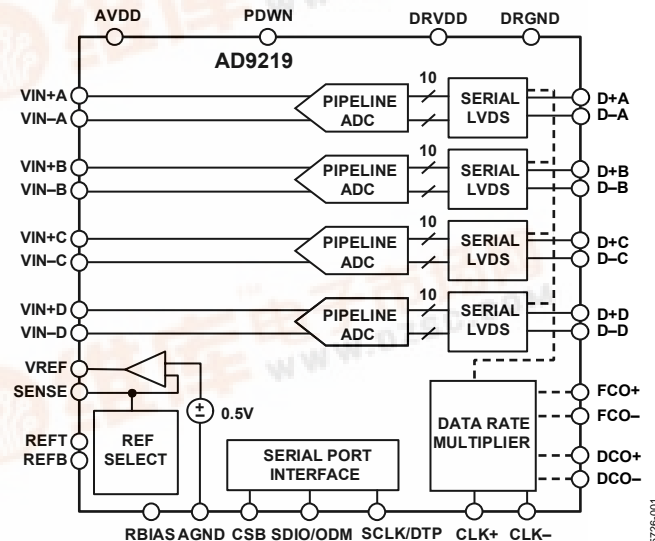 AVDD PDWN DRVDD DRGND
AD9219
VIN+A
VIN–A
PIPELINE
ADC
10
SERIAL
LVDS
D+A
D–A
VIN+B
VIN–B
PIPELINE
ADC
10
SERIAL
LVDS
D+B
D–B
VIN+C
VIN–C
PIPELINE
ADC
10
SERIAL
LVDS
D+C
D–C
VIN+D
VIN–D
PIPELINE
ADC
10
SERIAL
LVDS
D+D
D–D
VREF
SENSE
+
–
0.5V
REFT
REFB
REF
SELECT
SERIAL PORT
INTERFACE
DATA RATE
MULTIPLIER
FCO+
FCO–
DCO+
DCO–
RBIAS AGND CSB SDIO/ODM SCLK/DTP CLK+ CLK–